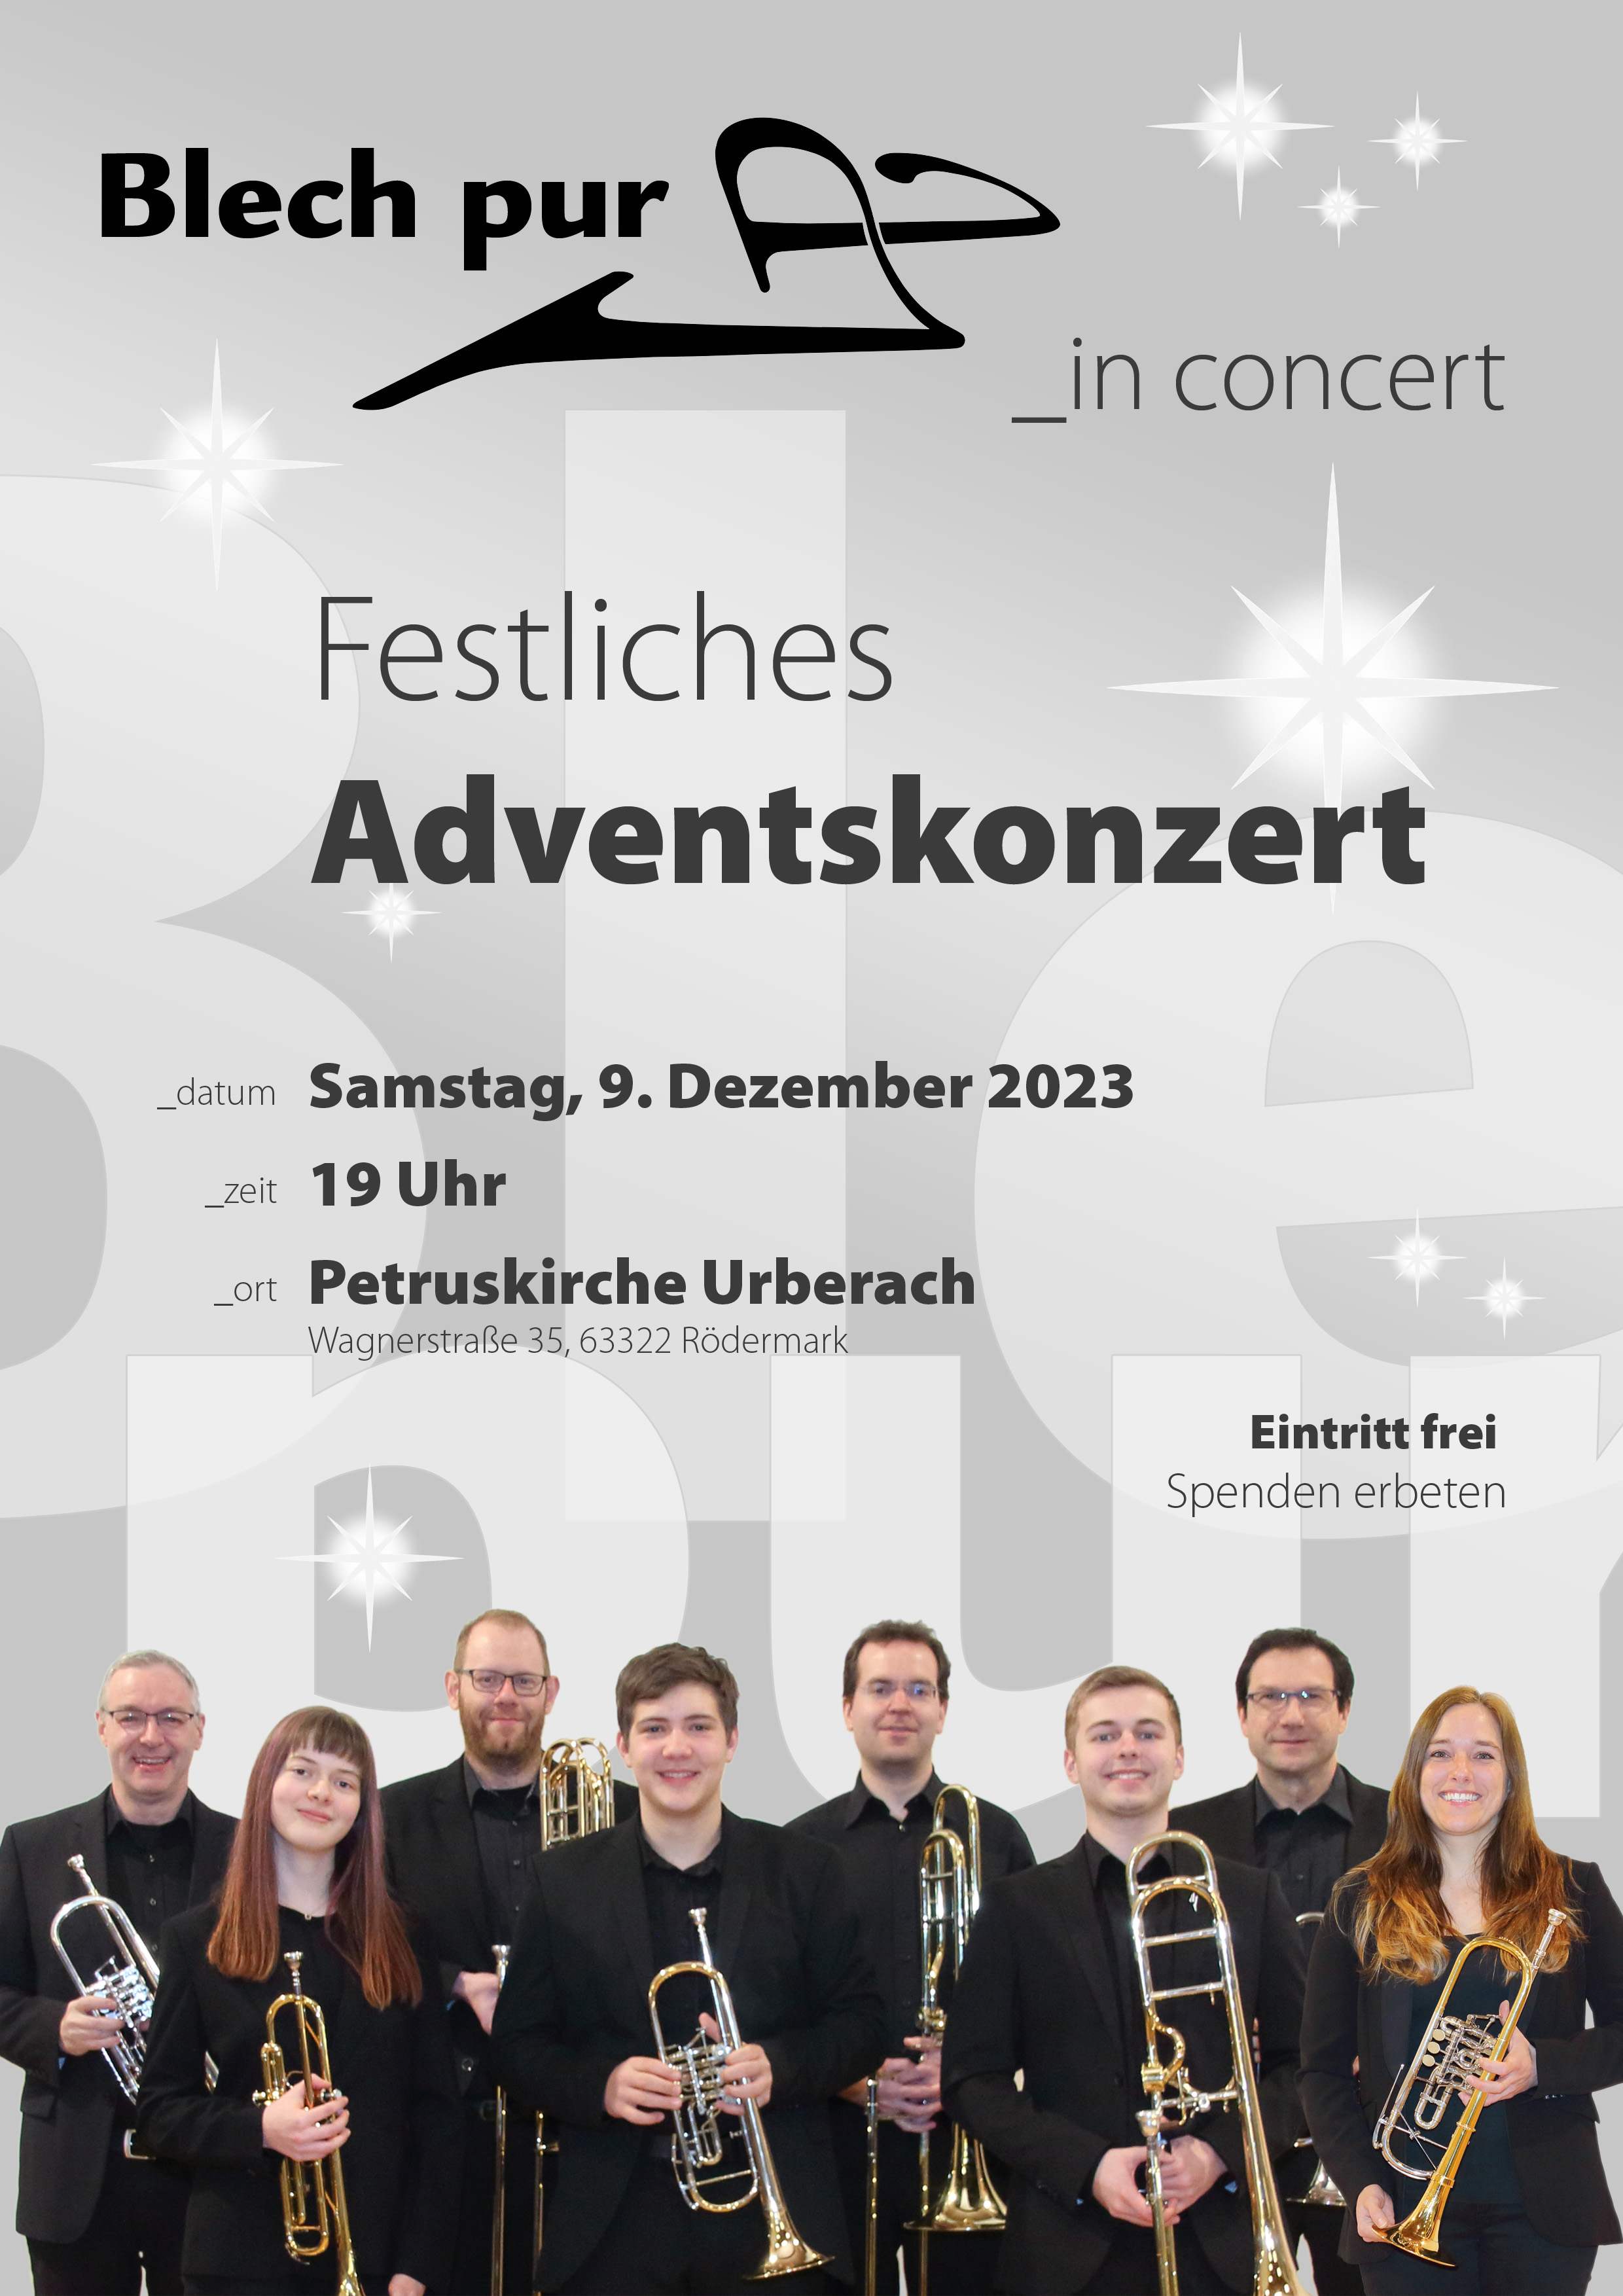 Blech pur
_in concert
Festliches
Adventskonzert
_datum Samstag, 9. Dezember 2023
_zeit 19 Uhr
_ort Petruskirche Urberach
Wagnerstraße 35, 63322 Rödermark
Eintritt frei
Spenden erbeten